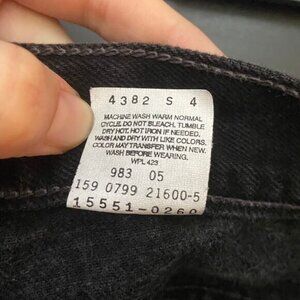 4382 S 4
MACHINE WASH WARM NORMAL
CYCLE. DO NOT BLEACH. TUMBLE
DRY HOT, HOT IRON IF NEEDED.
WASH AND DRY WITH LIKE COLORS.
COLOR MAY TRANSFER WHEN NEW.
WASH BEFORE WEARING.
WPL 423
983 05
159 0799 21600-5
15551-0260